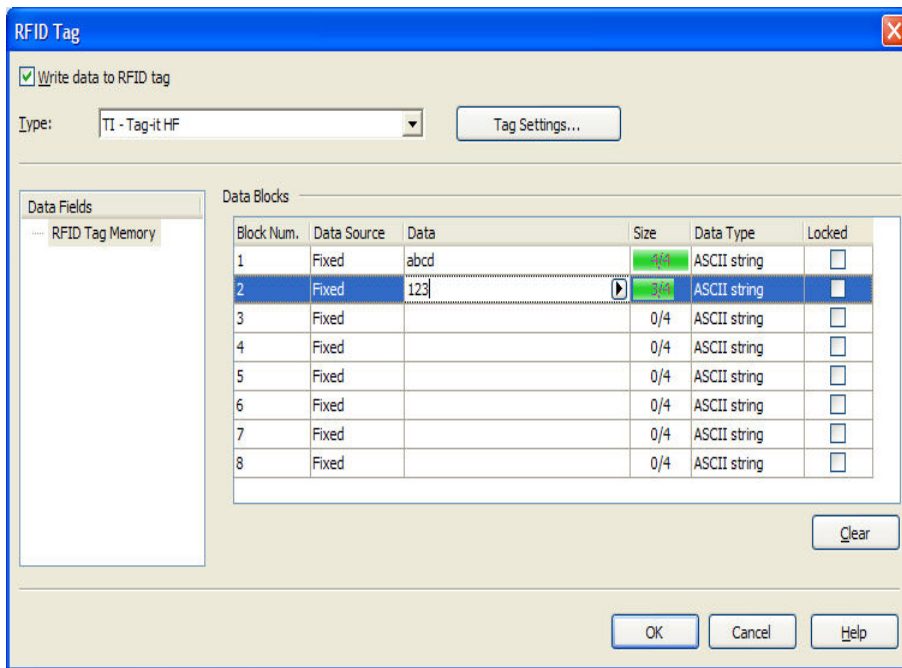 RFID Tag
Write data to RFID tag
Type: TI - Tag-it HF Tag Settings...
Data Fields
RFID Tag Memory
Data Blocks
Block Num. Data Source Data Size Data Type Locked
1 Fixed abcd 4/4 ASCII string
2 Fixed 123 3/4 ASCII string
3 Fixed 0/4 ASCII string
4 Fixed 0/4 ASCII string
5 Fixed 0/4 ASCII string
6 Fixed 0/4 ASCII string
7 Fixed 0/4 ASCII string
8 Fixed 0/4 ASCII string
Clear
OK Cancel Help